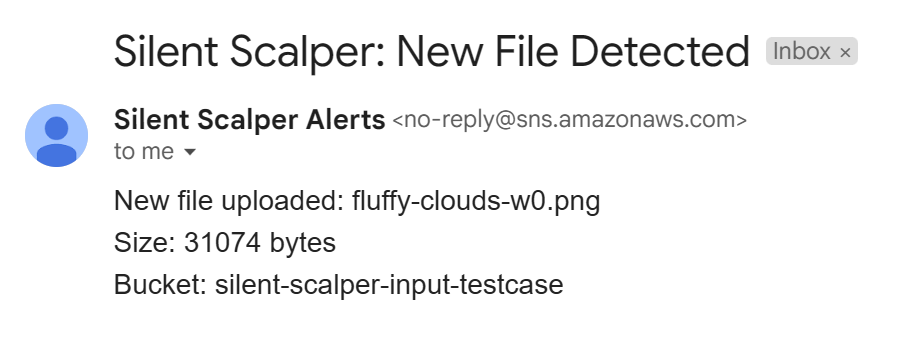 Silent Scalper: New File Detected Inbox ×
Silent Scalper Alerts <no-reply@sns.amazonaws.com>
to me
New file uploaded: fluffy-clouds-w0.png
Size: 31074 bytes
Bucket: silent-scalper-input-testcase